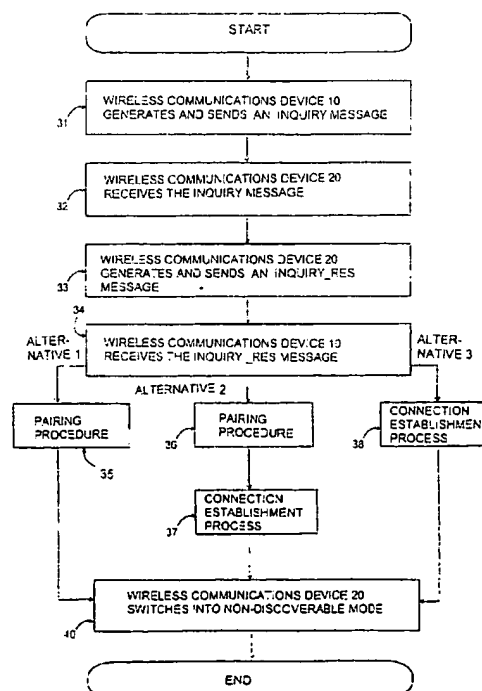 START
WIRELESS COMMUNICATIONS DEVICE 10
GENERATES AND SENDS AN INQUIRY MESSAGE
31
WIRELESS COMMUNICATIONS DEVICE 20
RECEIVES THE INQUIRY MESSAGE
32
WIRELESS COMMUNICATIONS DEVICE 20
GENERATES AND SENDS AN INQUIRY_RES
MESSAGE
33
34
WIRELESS COMMUNICATIONS DEVICE 10
RECEIVES THE INQUIRY_RES MESSAGE
ALTER-
NATIVE 1
ALTERNATIVE 2
ALTER-
NATIVE 3
PAIRING
PROCEDURE
35
PAIRING
PROCEDURE
36
CONNECTION
ESTABLISHMENT
PROCESS
38
CONNECTION
ESTABLISHMENT
PROCESS
37
WIRELESS COMMUNICATIONS DEVICE 20
SWITCHES INTO NON-DISCOVERABLE MODE
40
END